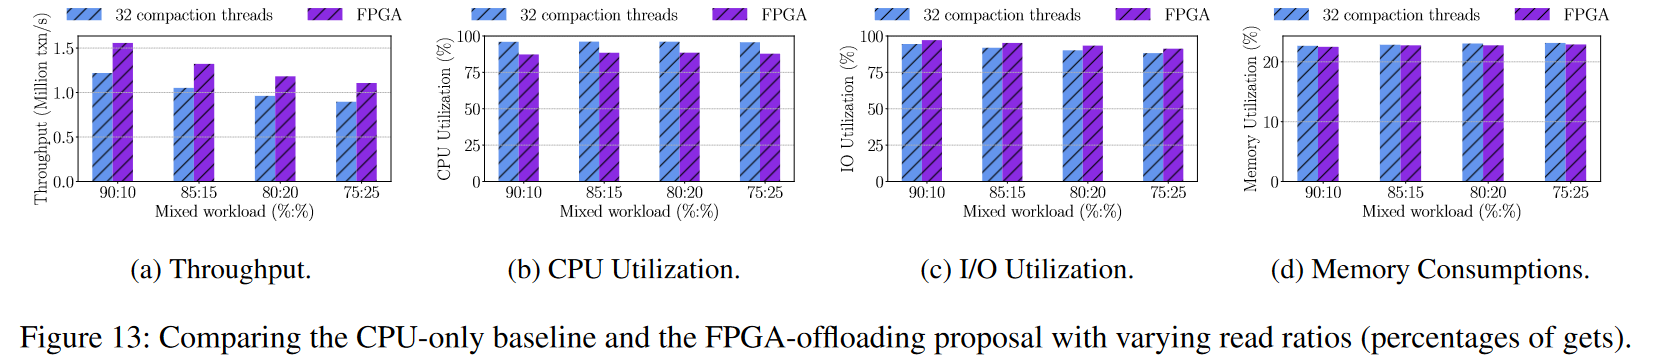 32 compaction threads FPGA
Throughput (Million txn/s)
1.5
1.0
0.5
0.0
90:10 85:15 80:20 75:25
Mixed workload (%:%)
(a) Throughput.
32 compaction threads FPGA
CPU Utilization (%)
100
75
50
25
0
90:10 85:15 80:20 75:25
Mixed workload (%:%)
(b) CPU Utilization.
32 compaction threads FPGA
IO Utilization (%)
100
75
50
25
0
90:10 85:15 80:20 75:25
Mixed workload (%:%)
(c) I/O Utilization.
32 compaction threads FPGA
Memory Utilization (%)
20
10
0
90:10 85:15 80:20 75:25
Mixed workload (%:%)
(d) Memory Consumptions.
Figure 13: Comparing the CPU-only baseline and the FPGA-offloading proposal with varying read ratios (percentages of gets).